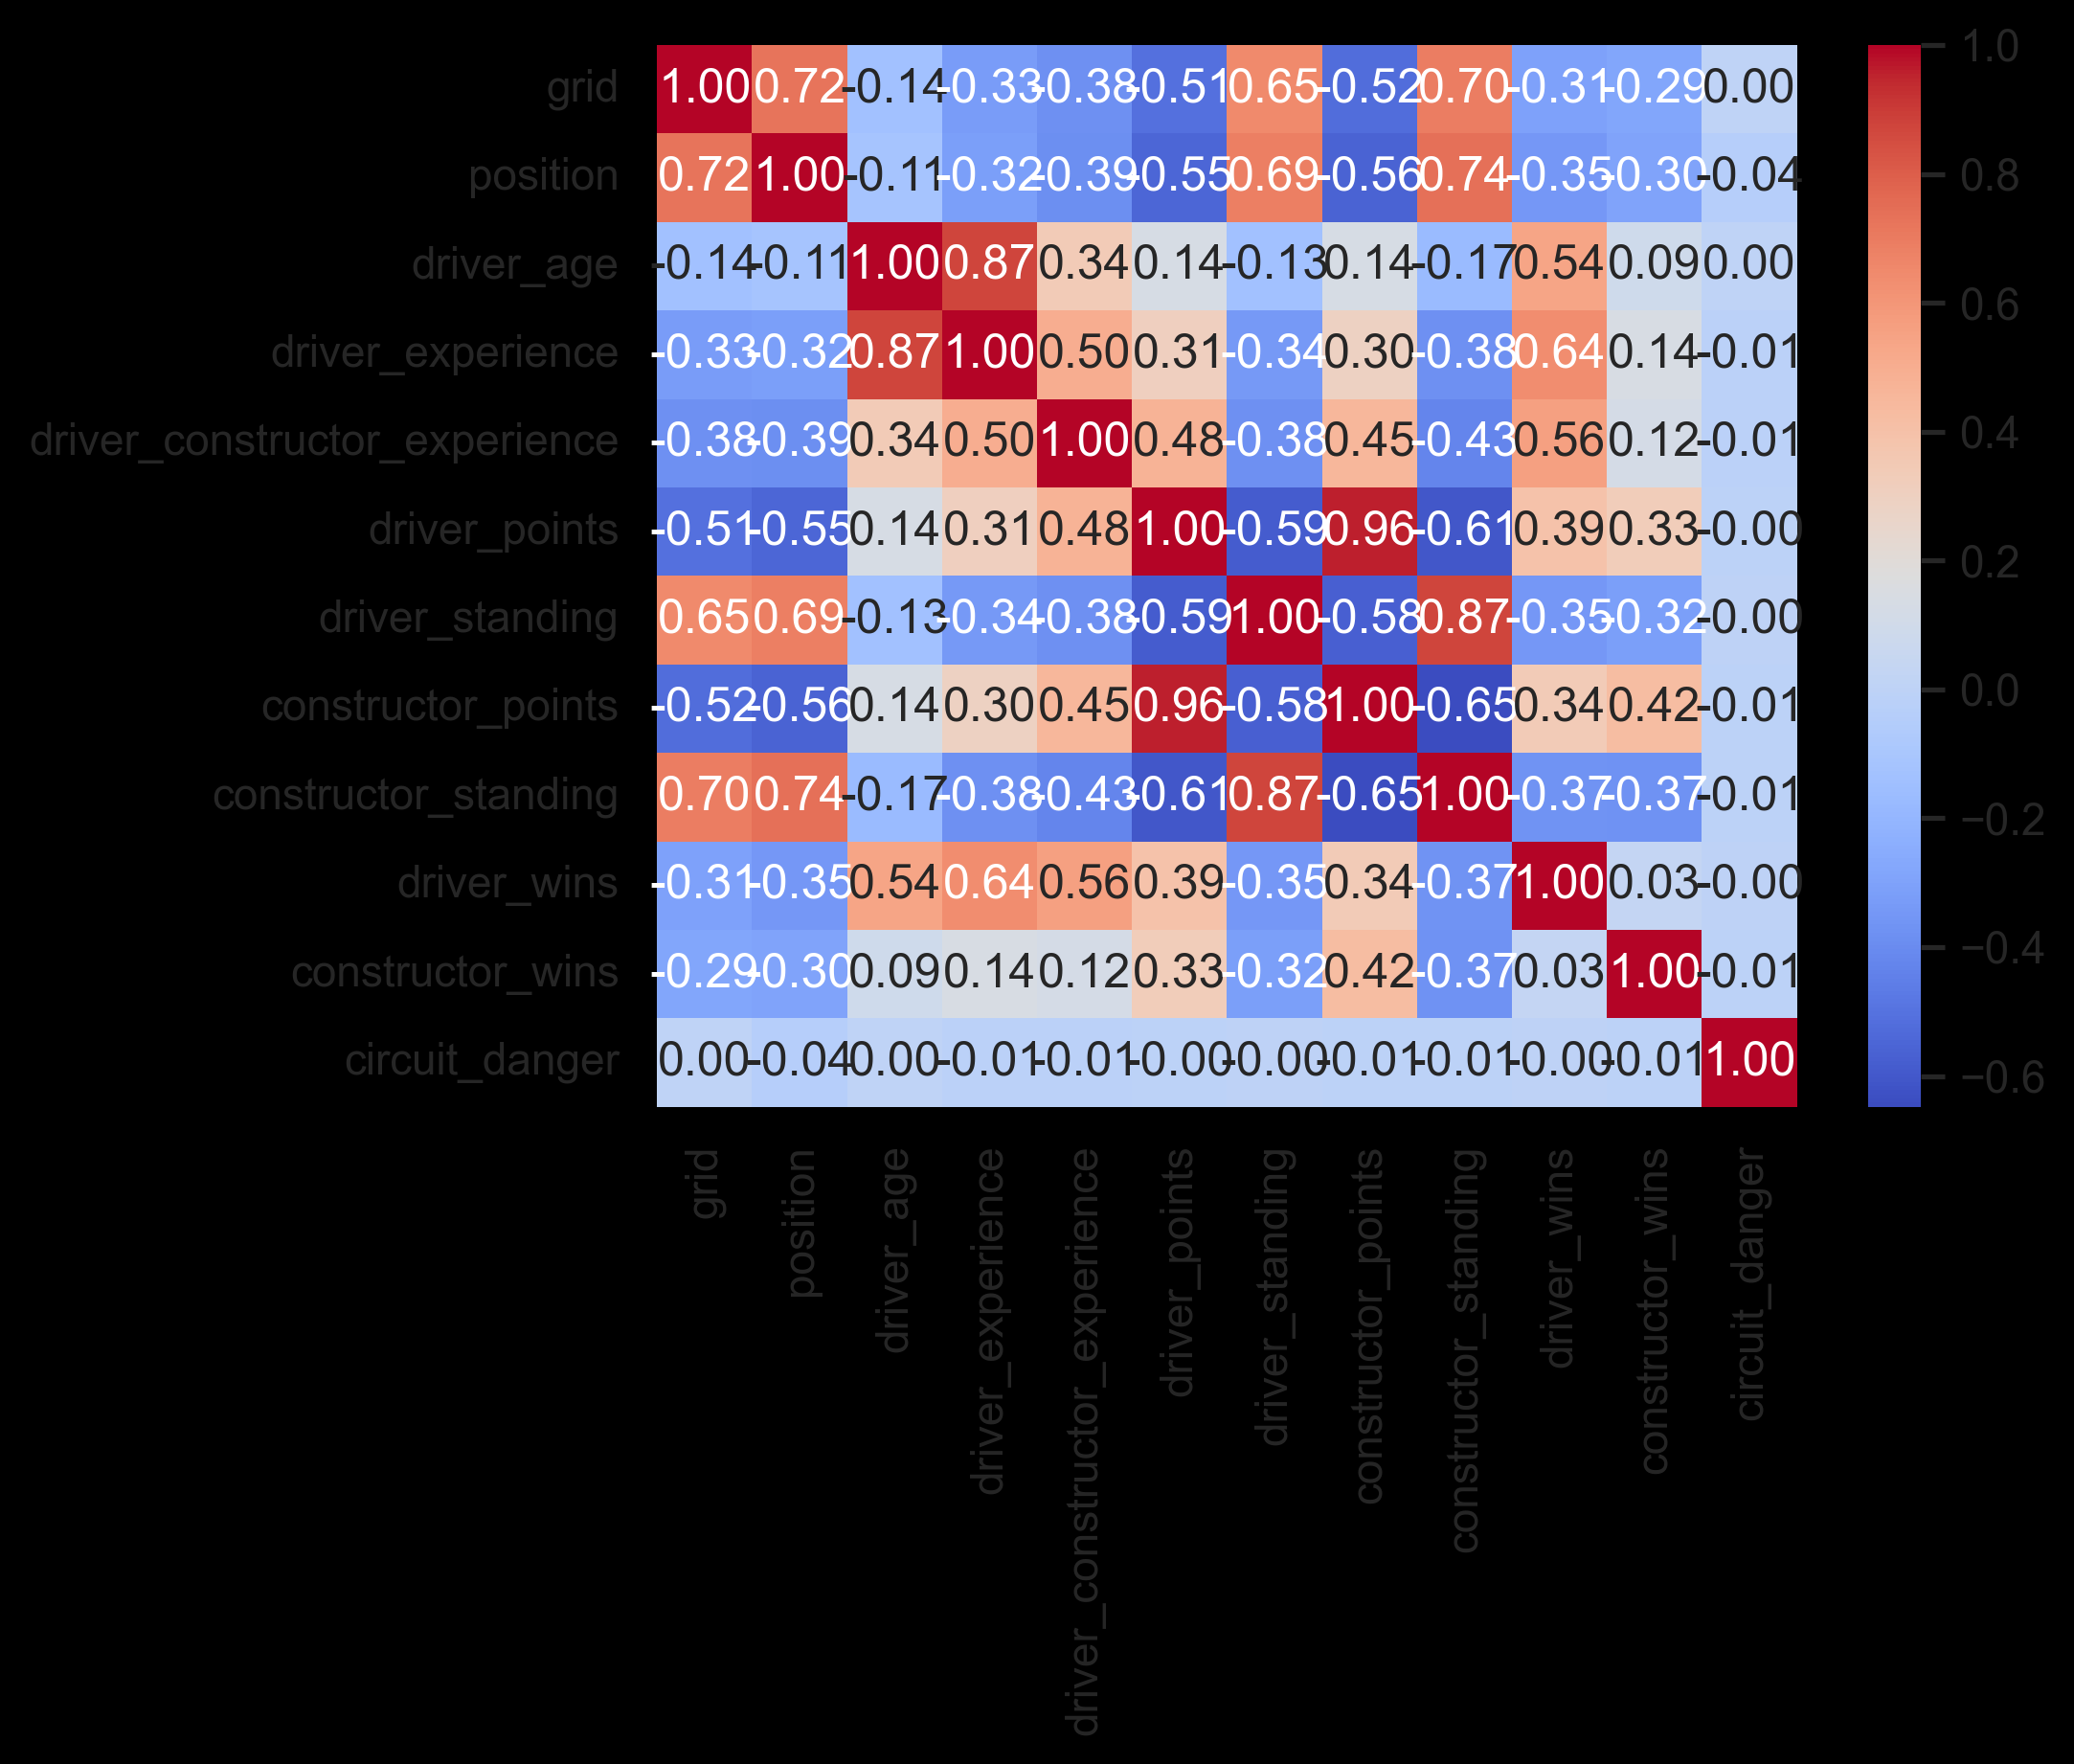 grid 1.00 0.72 -0.14 -0.33 -0.38 -0.51 0.65 -0.52 0.70 -0.31 -0.29 0.00
position 0.72 1.00 -0.11 -0.32 -0.39 -0.55 0.69 -0.56 0.74 -0.35 -0.30 -0.04
driver_age -0.14 -0.11 1.00 0.87 0.34 0.14 -0.13 0.14 -0.17 0.54 0.09 0.00
driver_experience -0.33 -0.32 0.87 1.00 0.50 0.31 -0.34 0.30 -0.38 0.64 0.14 -0.01
driver_constructor_experience -0.38 -0.39 0.34 0.50 1.00 0.48 -0.38 0.45 -0.43 0.56 0.12 -0.01
driver_points -0.51 -0.55 0.14 0.31 0.48 1.00 -0.59 0.96 -0.61 0.39 0.33 -0.00
driver_standing 0.65 0.69 -0.13 -0.34 -0.38 -0.59 1.00 -0.58 0.87 -0.35 -0.32 -0.00
constructor_points -0.52 -0.56 0.14 0.30 0.45 0.96 -0.58 1.00 -0.65 0.34 0.42 -0.01
constructor_standing 0.70 0.74 -0.17 -0.38 -0.43 -0.61 0.87 -0.65 1.00 -0.37 -0.37 -0.01
driver_wins -0.31 -0.35 0.54 0.64 0.56 0.39 -0.35 0.34 -0.37 1.00 0.03 -0.00
constructor_wins -0.29 -0.30 0.09 0.14 0.12 0.33 -0.32 0.42 -0.37 0.03 1.00 -0.01
circuit_danger 0.00 -0.04 0.00 -0.01 -0.01 -0.00 -0.00 -0.01 -0.01 -0.00 -0.01 1.00
grid
position
driver_age
driver_experience
driver_constructor_experience
driver_points
driver_standing
constructor_points
constructor_standing
driver_wins
constructor_wins
circuit_danger
1.0
0.8
0.6
0.4
0.2
0.0
−0.2
−0.4
−0.6